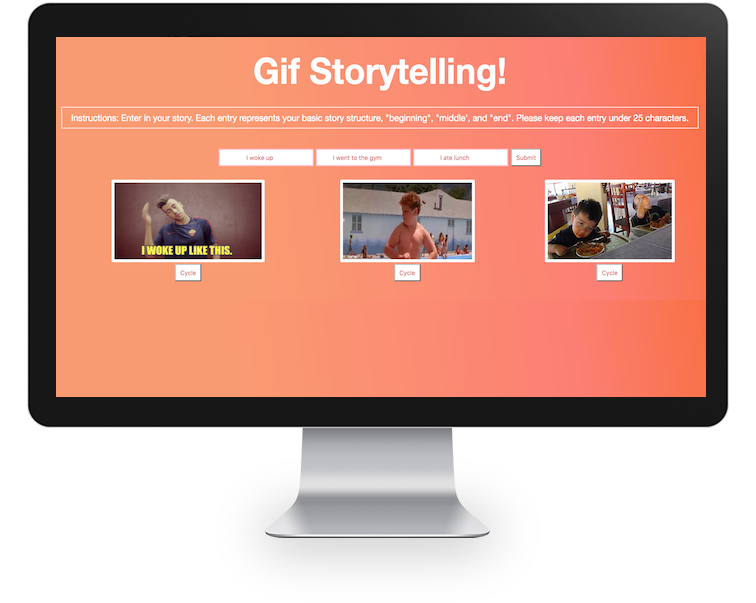 Gif Storytelling!
Instructions: Enter in your story. Each entry represents your basic story structure, "beginning", "middle', and "end". Please keep each entry under 25 characters.
I woke up I went to the gym I ate lunch Submit
I WOKE UP LIKE THIS.
Cycle Cycle Cycle